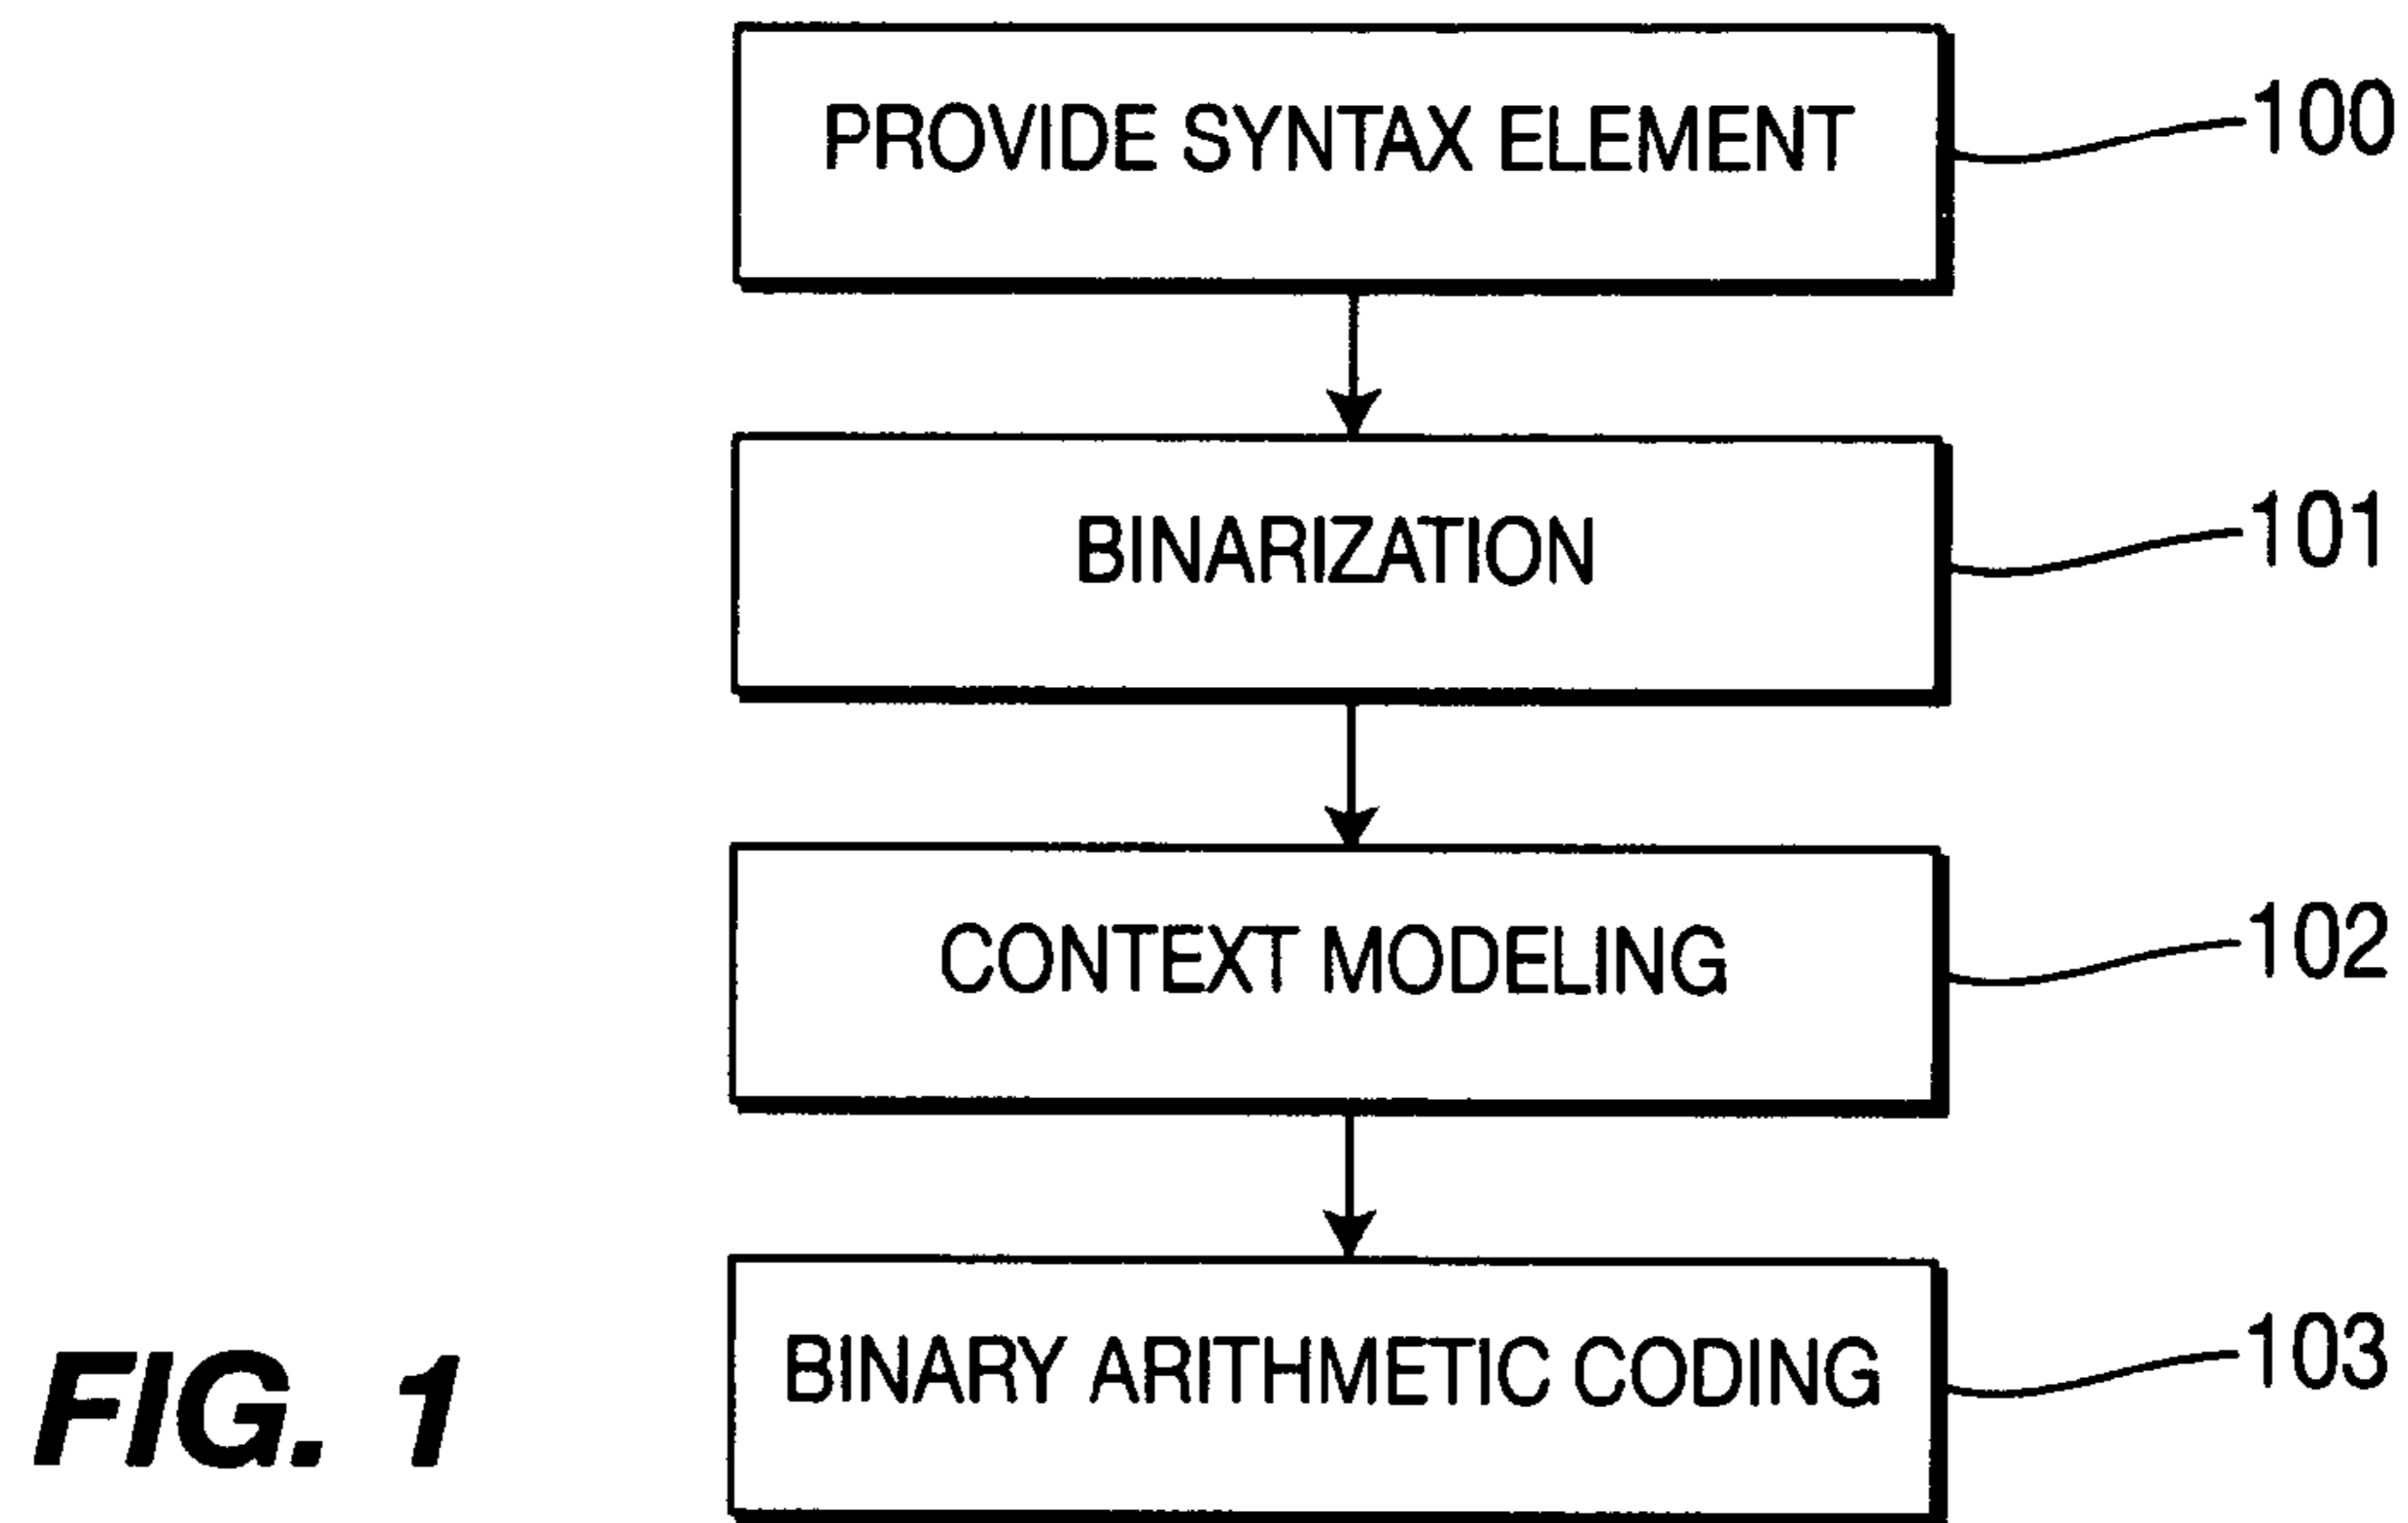 PROVIDE SYNTAX ELEMENT
100
BINARIZATION
101
CONTEXT MODELING
102
BINARY ARITHMETIC CODING
103
FIG. 1